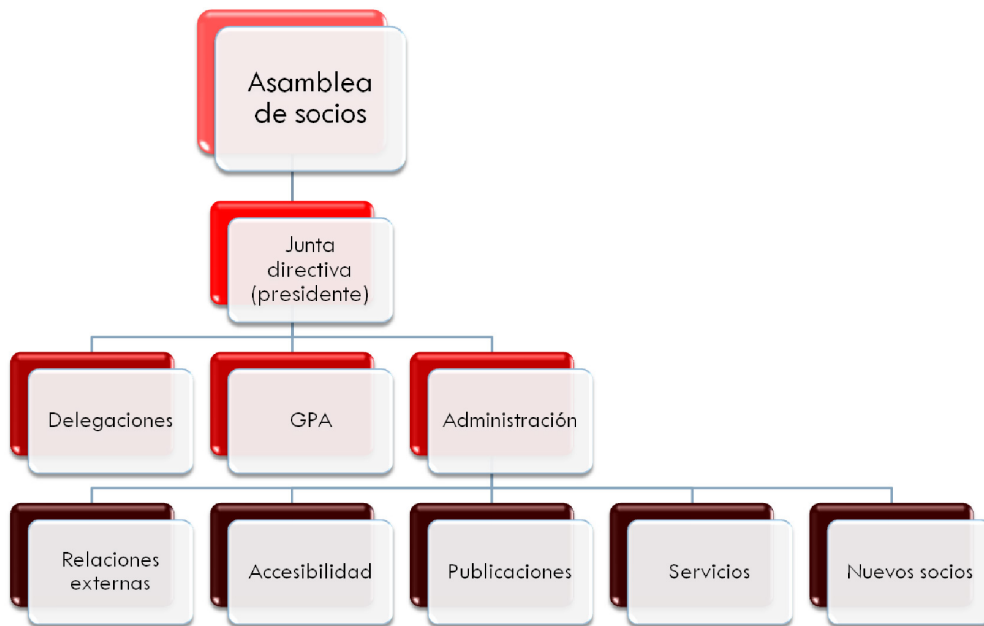 Asamblea
de socios
Junta
directiva
(presidente)
Delegaciones
GPA
Administración
Relaciones
externas
Accesibilidad
Publicaciones
Servicios
Nuevos socios